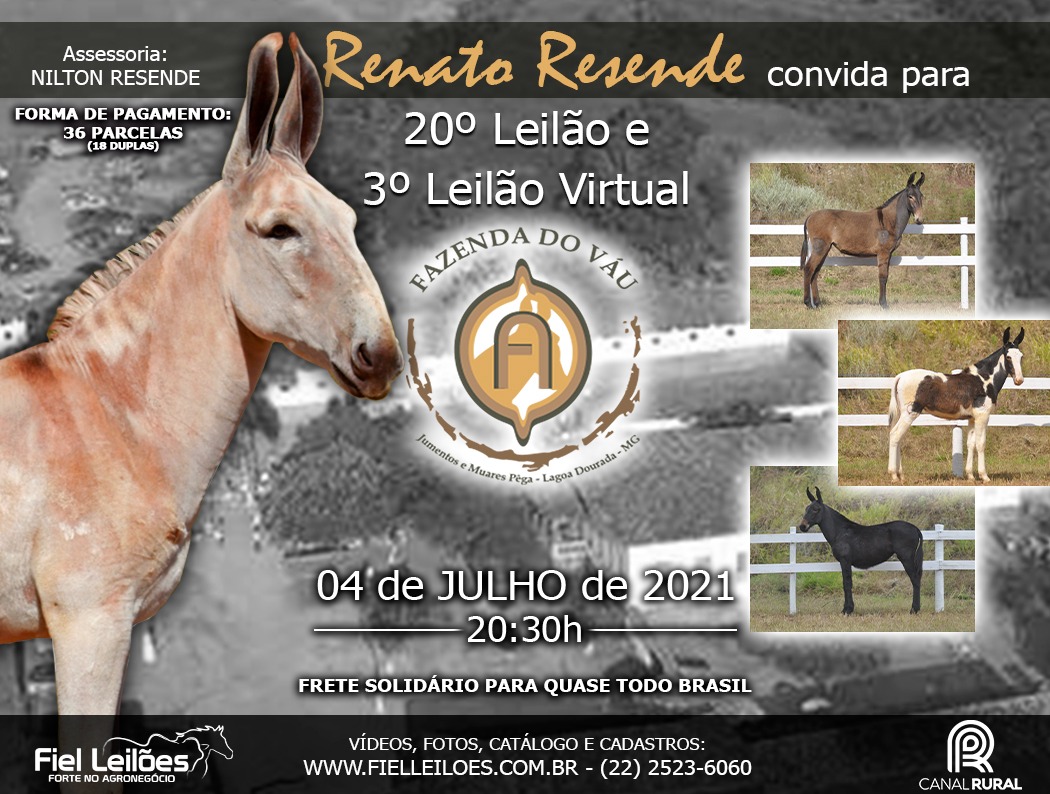 Assessoria:
NILTON RESENDE
FORMA DE PAGAMENTO:
36 PARCELAS
(18 DUPLAS)
Renato Resende convida para
20º Leilão e
3º Leilão Virtual
FAZENDA DO VÁU
Jumentos e Muares Pêga - Lagoa Dourada - MG
04 de JULHO de 2021
20:30h
FRETE SOLIDÁRIO PARA QUASE TODO BRASIL
Fiel Leilões
FORTE NO AGRONEGÓCIO
VÍDEOS, FOTOS, CATÁLOGO E CADASTROS:
WWW.FIELLEILOES.COM.BR - (22) 2523-6060
CANAL RURAL